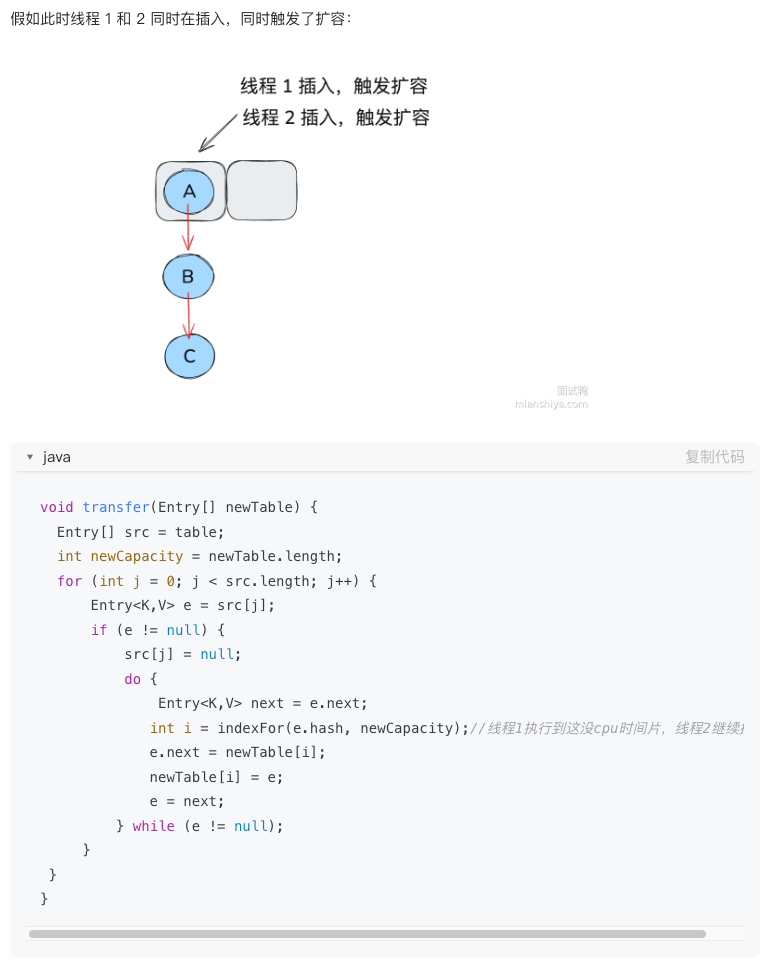 假如此时线程 1 和 2 同时在插入，同时触发了扩容：
线程 1 插入，触发扩容
线程 2 插入，触发扩容
A
B
C
面试鸭
mianshiya.com
▼ java
复制代码
void transfer(Entry[] newTable) {
  Entry[] src = table;
  int newCapacity = newTable.length;
  for (int j = 0; j < src.length; j++) {
      Entry<K,V> e = src[j];
      if (e != null) {
          src[j] = null;
          do {
              Entry<K,V> next = e.next;
             int i = indexFor(e.hash, newCapacity);//线程1执行到这没cpu时间片，线程2继续
             e.next = newTable[i];
             newTable[i] = e;
             e = next;
         } while (e != null);
     }
 }
}